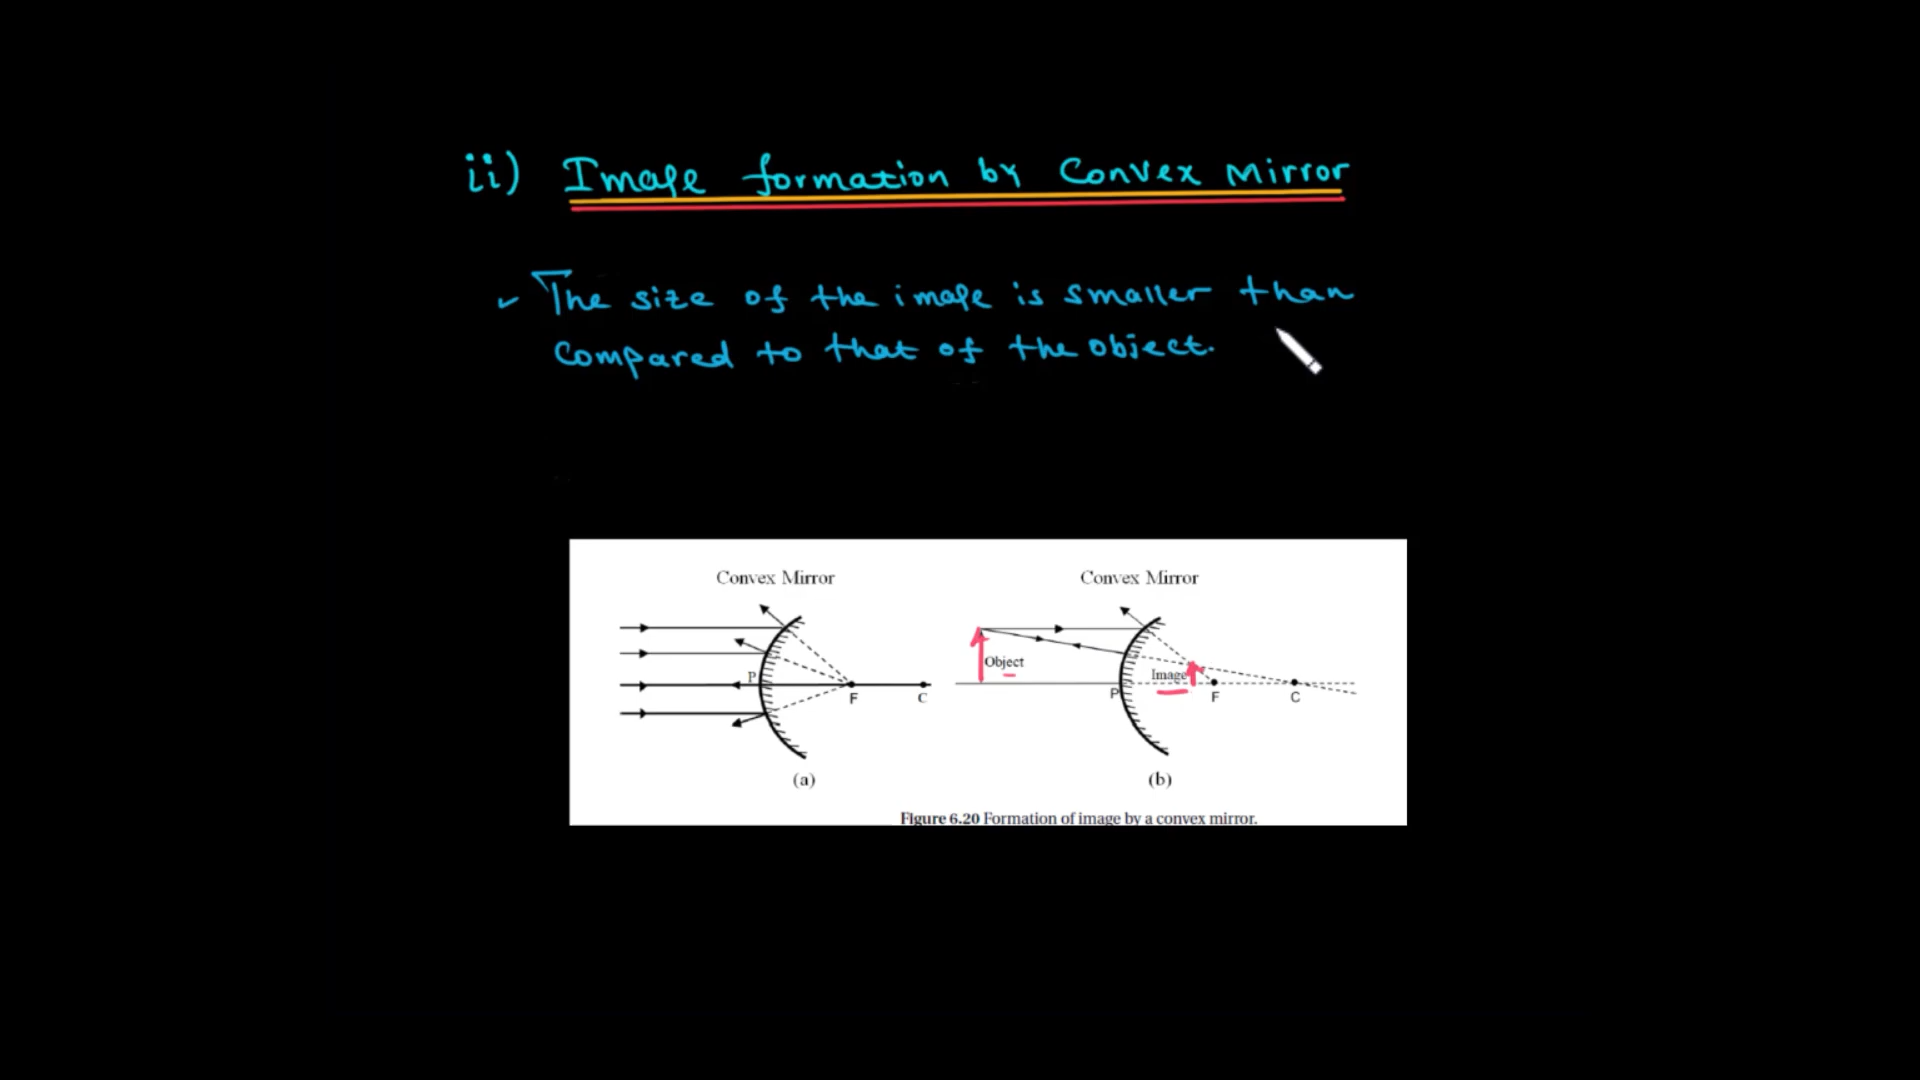 ii) Image formation by Convex Mirror
✓ The size of the image is smaller than
compared to that of the object.
Convex Mirror
P
F
C
(a)
Convex Mirror
Object
Image
P
F
C
(b)
Figure 6.20 Formation of image by a convex mirror.